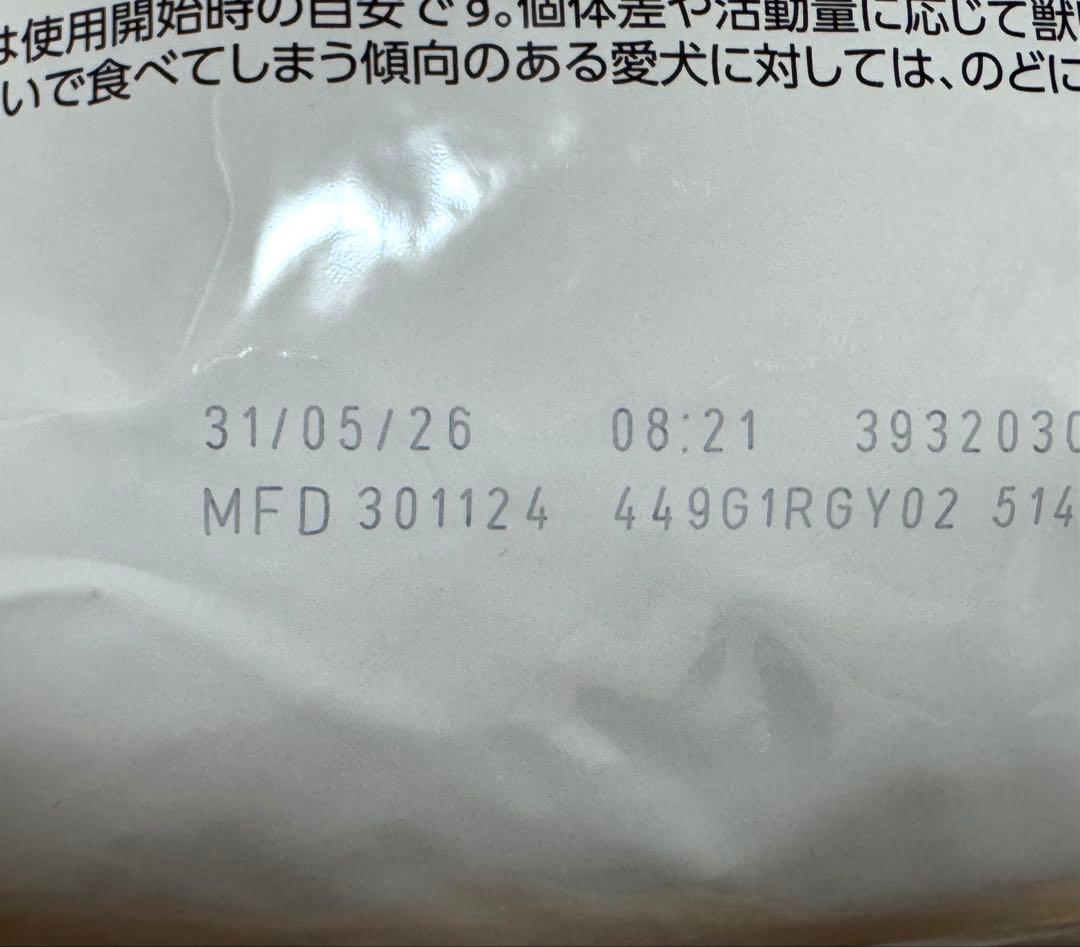 は使用開始時の目安です。個体差や活動量に応じて獣
いで食べてしまう傾向のある愛犬に対しては、のどに
31/05/26 08:21 3932030
MFD 301124 449G1RGY02 514